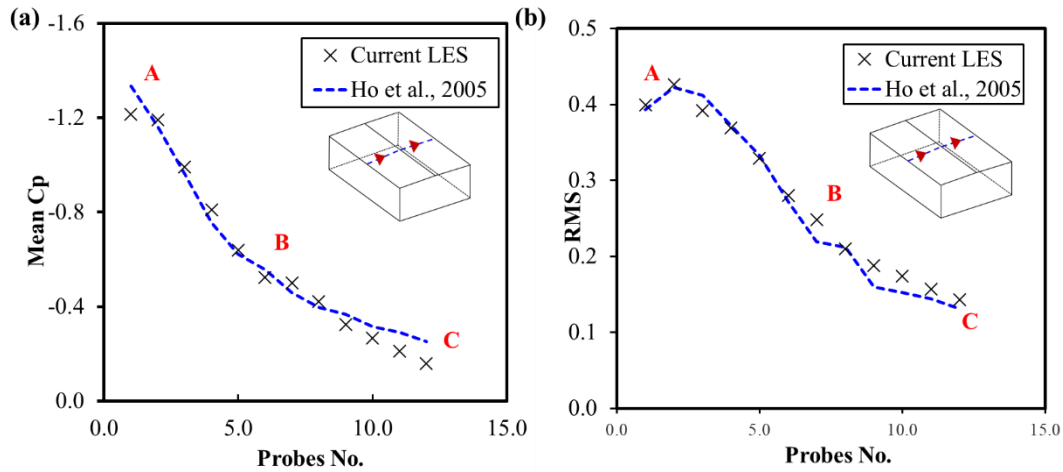 (a)
-1.6
-1.2
-0.8
-0.4
0.0
Mean Cp
A
B
C
Current LES
Ho et al., 2005
0.0 5.0 10.0 15.0
Probes No.
(b)
0.5
0.4
0.3
0.2
0.1
0.0
RMS
A
B
C
Current LES
Ho et al., 2005
0.0 5.0 10.0 15.0
Probes No.